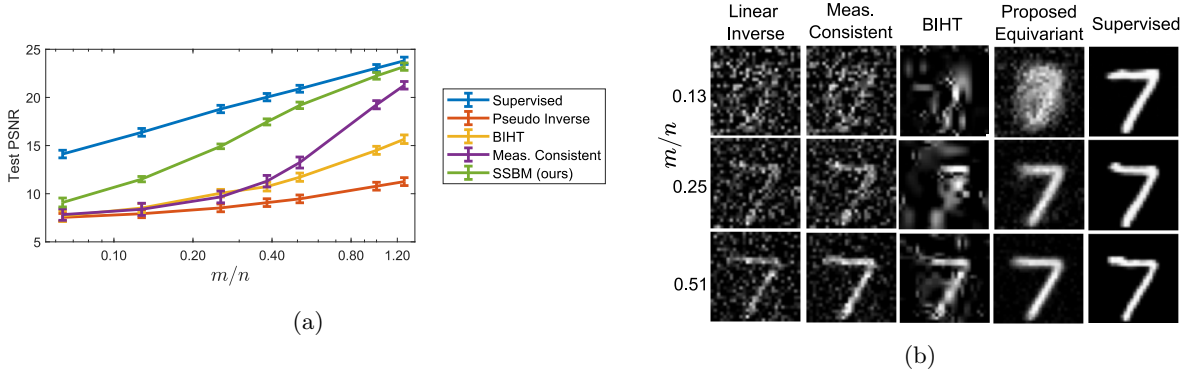 25
20
15
10
5
Test PSNR
0.10
0.20
0.40
0.80
1.20
m/n
Supervised
Pseudo Inverse
BIHT
Meas. Consistent
SSBM (ours)
(a)
Linear
Inverse
Meas.
Consistent
BIHT
Proposed
Equivariant
Supervised
0.13
0.25
0.51
m/n
(b)